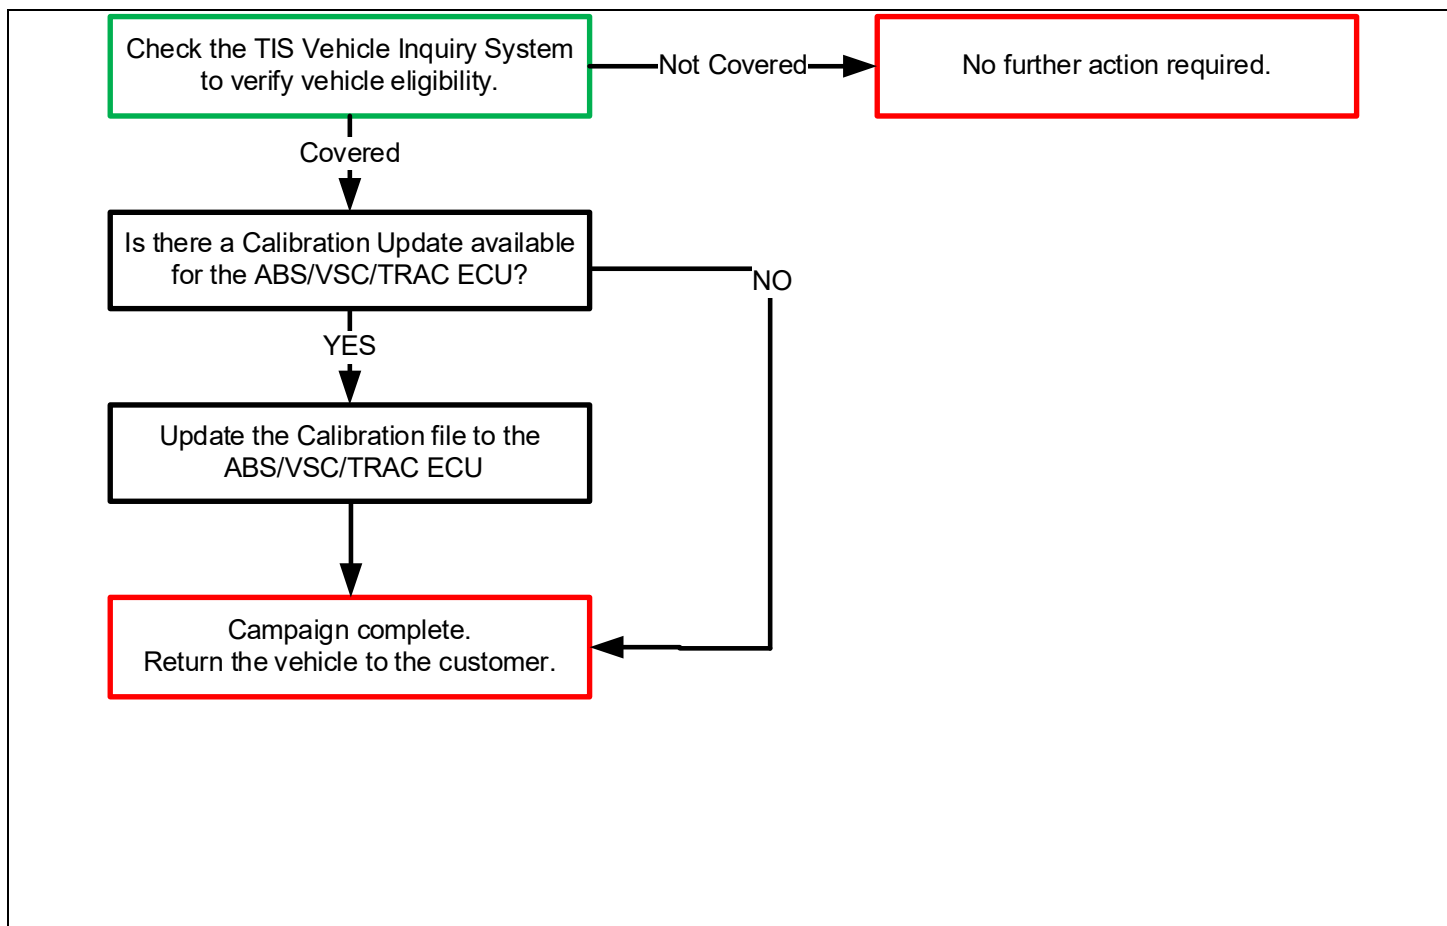 Check the TIS Vehicle Inquiry System
to verify vehicle eligibility.
Not Covered
No further action required.
Covered
Is there a Calibration Update available
for the ABS/VSC/TRAC ECU?
NO
YES
Update the Calibration file to the
ABS/VSC/TRAC ECU
Campaign complete.
Return the vehicle to the customer.